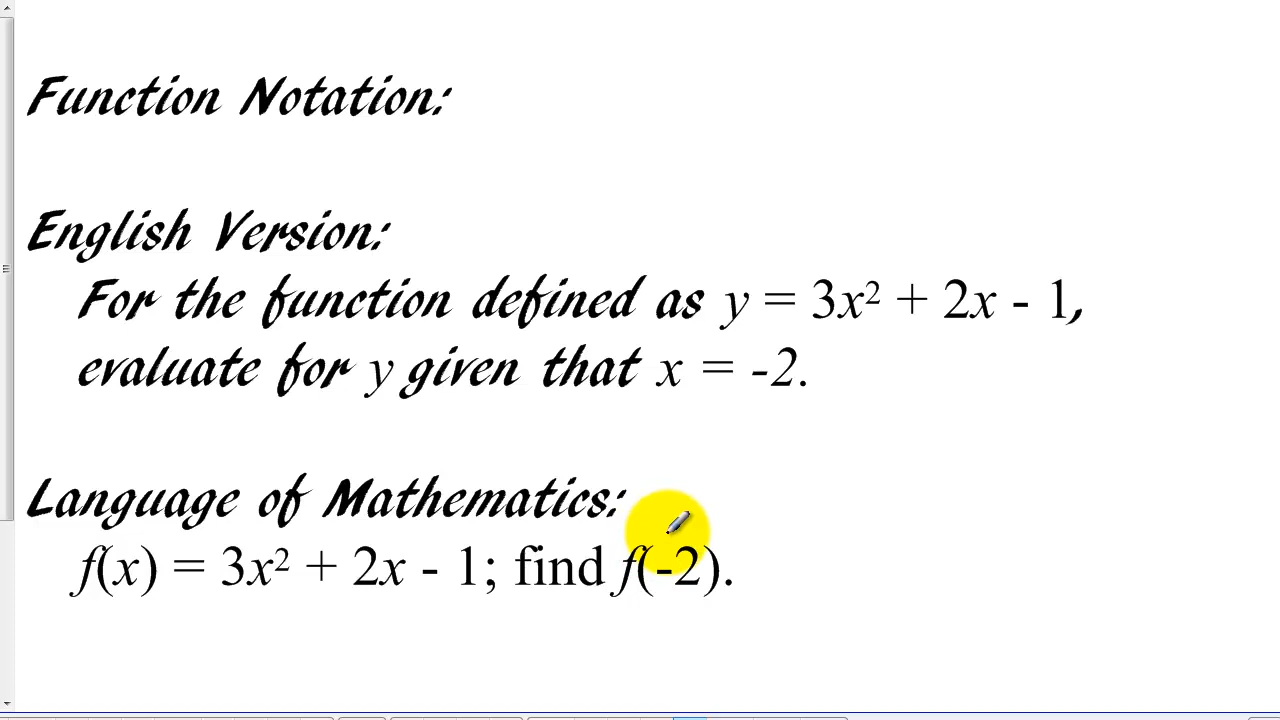 Function Notation:
English Version:
For the function defined as y = 3x² + 2x - 1,
evaluate for y given that x = -2.
Language of Mathematics:
f(x) = 3x² + 2x - 1; find f(-2).